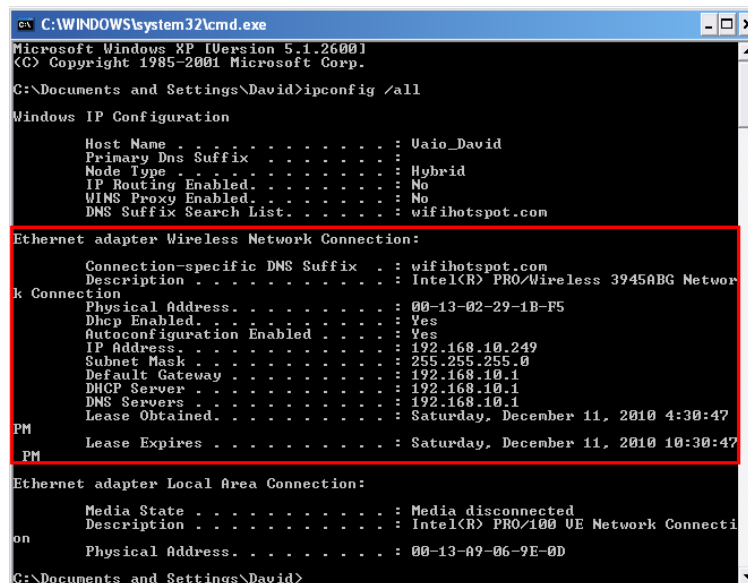 C:\WINDOWS\system32\cmd.exe
Microsoft Windows XP [Version 5.1.2600]
(C) Copyright 1985-2001 Microsoft Corp.
C:\Documents and Settings\David>ipconfig /all
Windows IP Configuration
Host Name . . . . . . . . . . . . : Vaio_David
Primary Dns Suffix . . . . . . . :
Node Type . . . . . . . . . . . . : Hybrid
IP Routing Enabled. . . . . . . . : No
WINS Proxy Enabled. . . . . . . . : No
DNS Suffix Search List. . . . . . : wifihotspot.com
Ethernet adapter Wireless Network Connection:
Connection-specific DNS Suffix . : wifihotspot.com
Description . . . . . . . . . . . : Intel(R) PRO/Wireless 3945ABG Networ
k Connection
Physical Address. . . . . . . . . : 00-13-02-29-1B-F5
Dhcp Enabled. . . . . . . . . . . : Yes
Autoconfiguration Enabled . . . . : Yes
IP Address. . . . . . . . . . . . : 192.168.10.249
Subnet Mask . . . . . . . . . . . : 255.255.255.0
Default Gateway . . . . . . . . . : 192.168.10.1
DHCP Server . . . . . . . . . . . : 192.168.10.1
DNS Servers . . . . . . . . . . . : 192.168.10.1
Lease Obtained. . . . . . . . . . : Saturday, December 11, 2010 4:30:47
PM
Lease Expires . . . . . . . . . . : Saturday, December 11, 2010 10:30:47
PM
Ethernet adapter Local Area Connection:
Media State . . . . . . . . . . . : Media disconnected
Description . . . . . . . . . . . : Intel(R) PRO/100 VE Network Connecti
on
Physical Address. . . . . . . . . : 00-13-A9-06-9E-0D
C:\Documents and Settings\David>